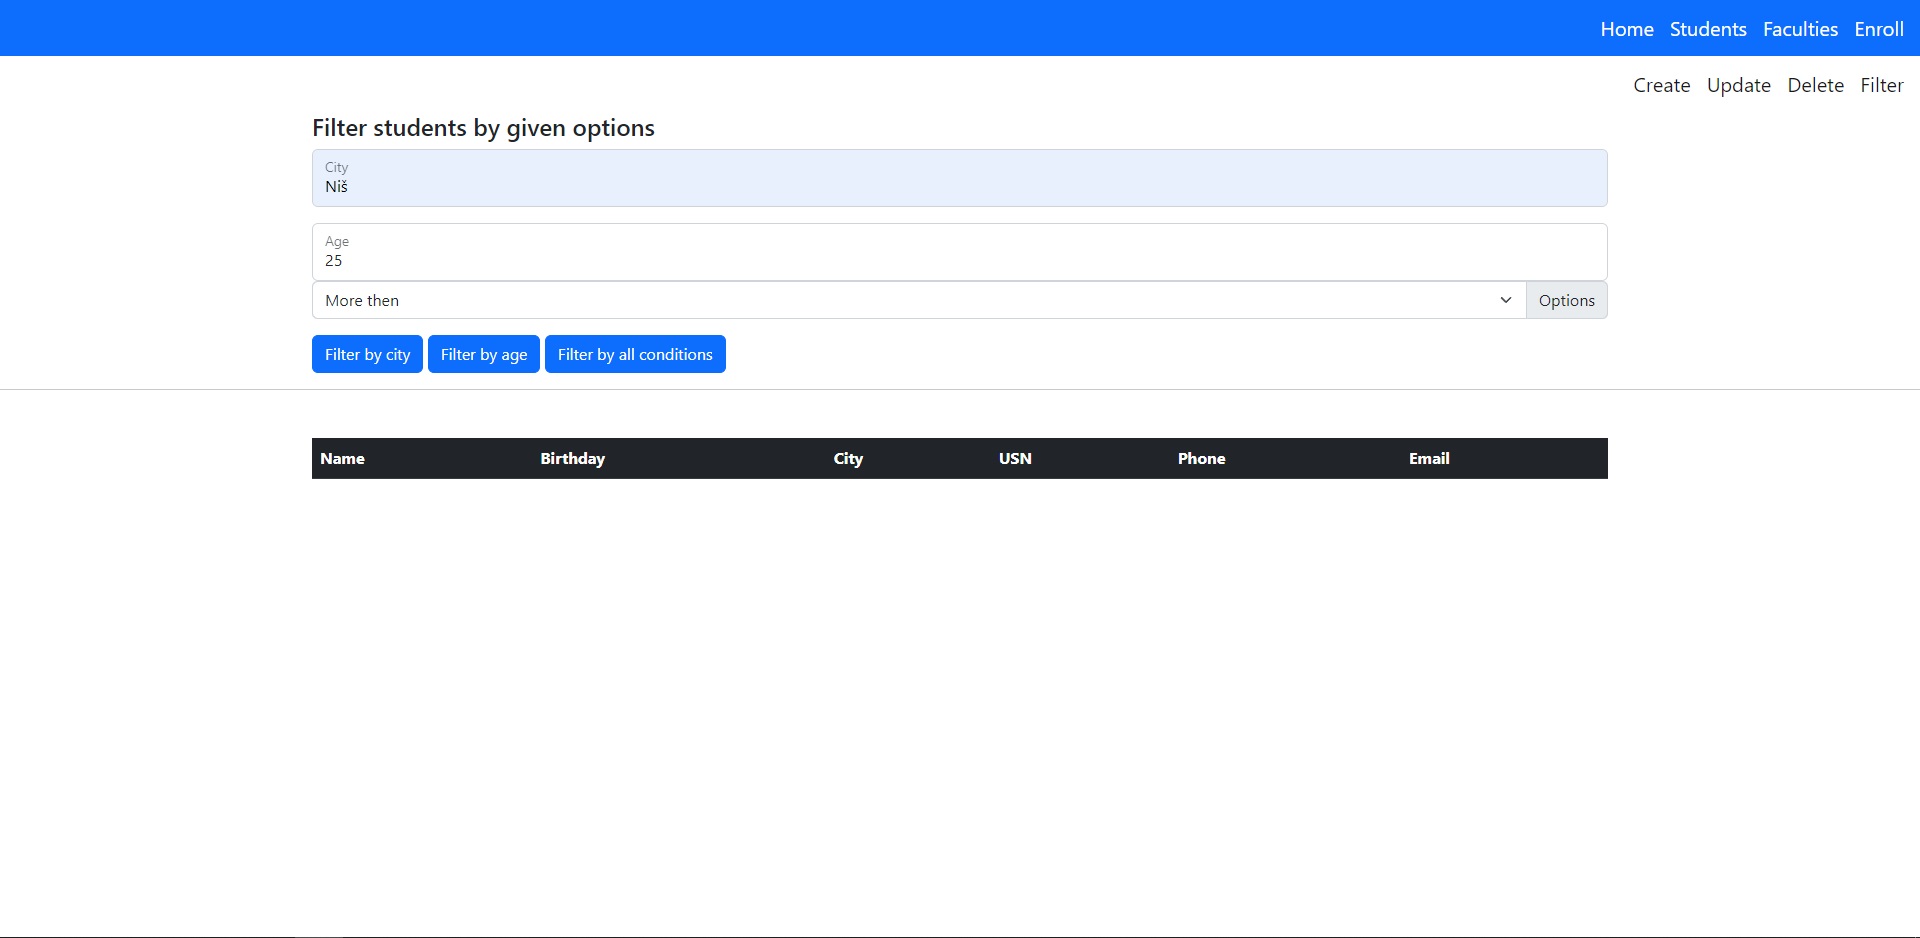 Home Students Faculties Enroll
Create Update Delete Filter
Filter students by given options
City
Niš
Age
25
More then Options
Filter by city Filter by age Filter by all conditions
Name Birthday City USN Phone Email